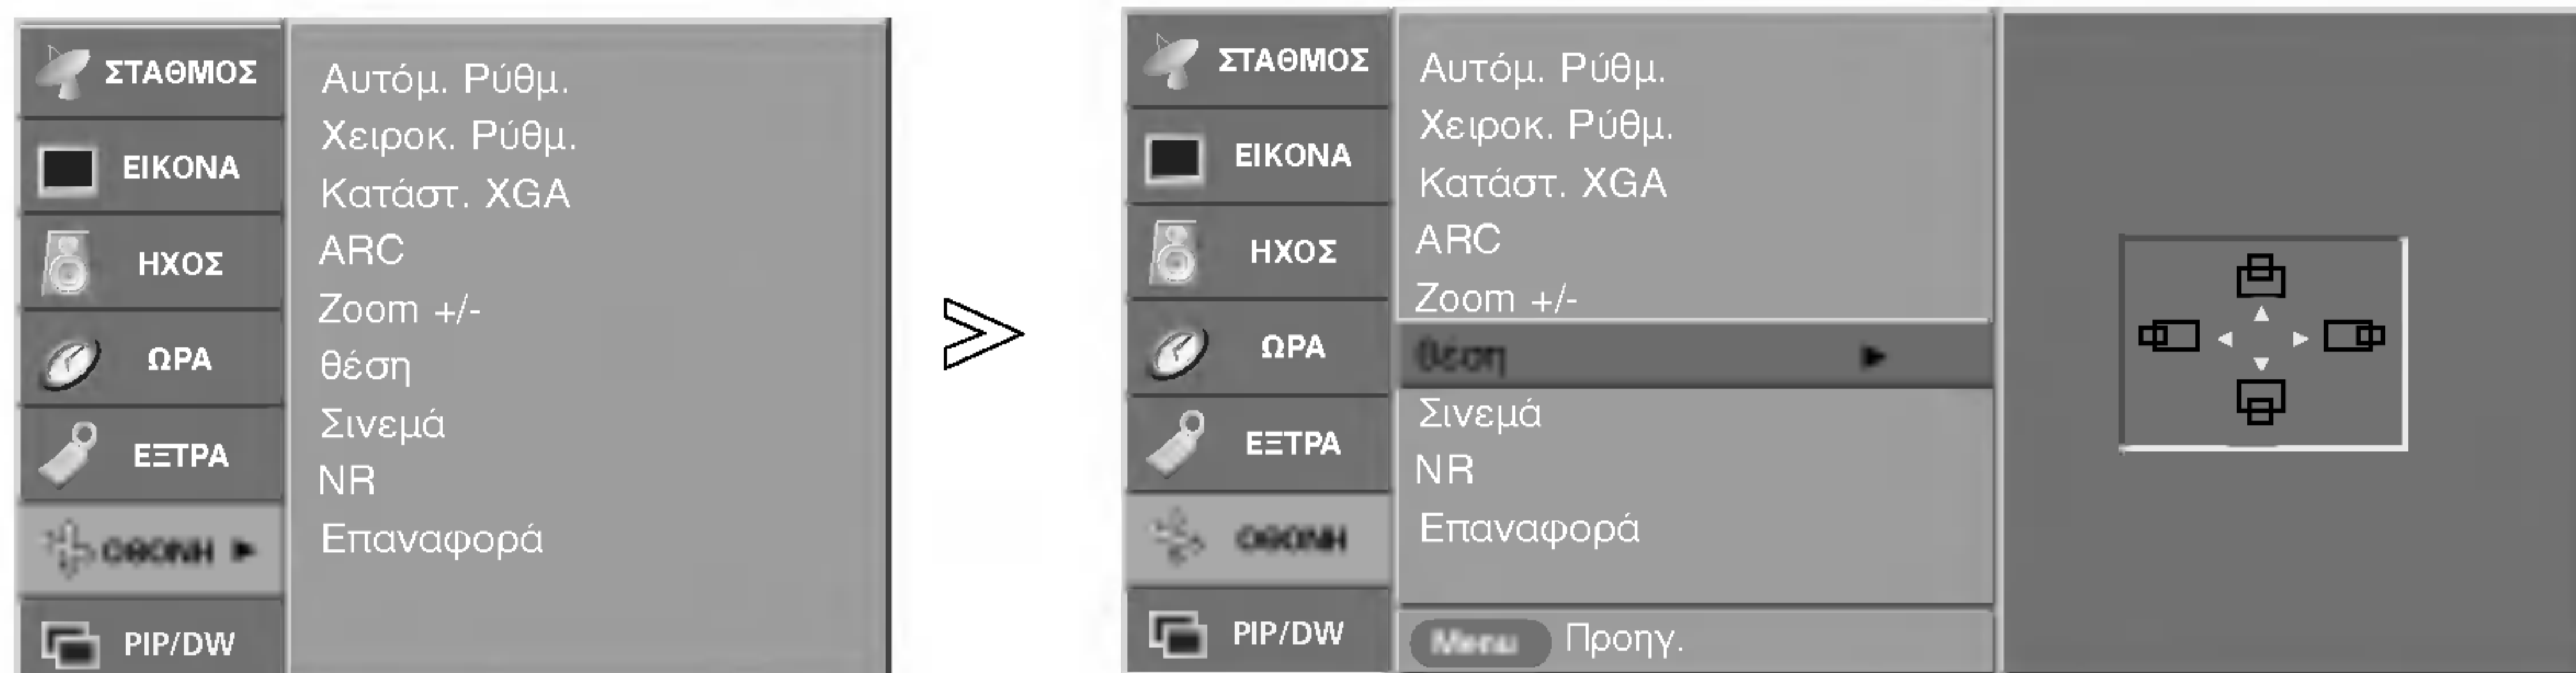 ΣΤΑΘΜΟΣ
ΕΙΚΟΝΑ
ΗΧΟΣ
ΩΡΑ
ΕΞΤΡΑ
ΟΘΟΝΗ
PIP/DW
Αυτόμ. Ρύθμ.
Χειροκ. Ρύθμ.
Κατάστ. XGA
ARC
Zoom +/-
θέση
Σινεμά
NR
Επαναφορά
ΣΤΑΘΜΟΣ
ΕΙΚΟΝΑ
ΗΧΟΣ
ΩΡΑ
ΕΞΤΡΑ
ΟΘΟΝΗ
PIP/DW
Αυτόμ. Ρύθμ.
Χειροκ. Ρύθμ.
Κατάστ. XGA
ARC
Zoom +/-
θέση
Σινεμά
NR
Επαναφορά
Menu Προηγ.